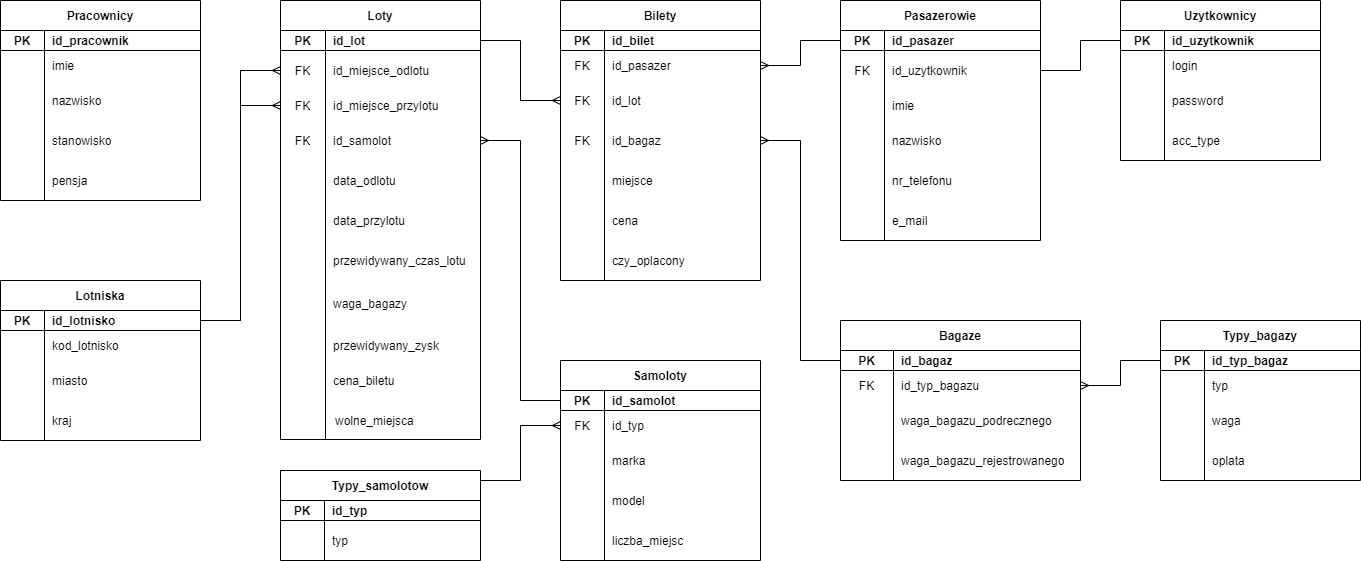 Pracownicy
PK id_pracownik
imie
nazwisko
stanowisko
pensja
Loty
PK id_lot
FK id_miejsce_odlotu
FK id_miejsce_przylotu
FK id_samolot
data_odlotu
data_przylotu
przewidywany_czas_lotu
waga_bagazy
przewidywany_zysk
cena_biletu
wolne_miejsca
Bilety
PK id_bilet
FK id_pasazer
FK id_lot
FK id_bagaz
miejsce
cena
czy_oplacony
Pasazerowie
PK id_pasazer
FK id_uzytkownik
imie
nazwisko
nr_telefonu
e_mail
Uzytkownicy
PK id_uzytkownik
login
password
acc_type
Lotniska
PK id_lotnisko
kod_lotnisko
miasto
kraj
Typy_samolotow
PK id_typ
typ
Samoloty
PK id_samolot
FK id_typ
marka
model
liczba_miejsc
Bagaze
PK id_bagaz
FK id_typ_bagazu
waga_bagazu_podrecznego
waga_bagazu_rejestrowanego
Typy_bagazy
PK id_typ_bagaz
typ
waga
oplata